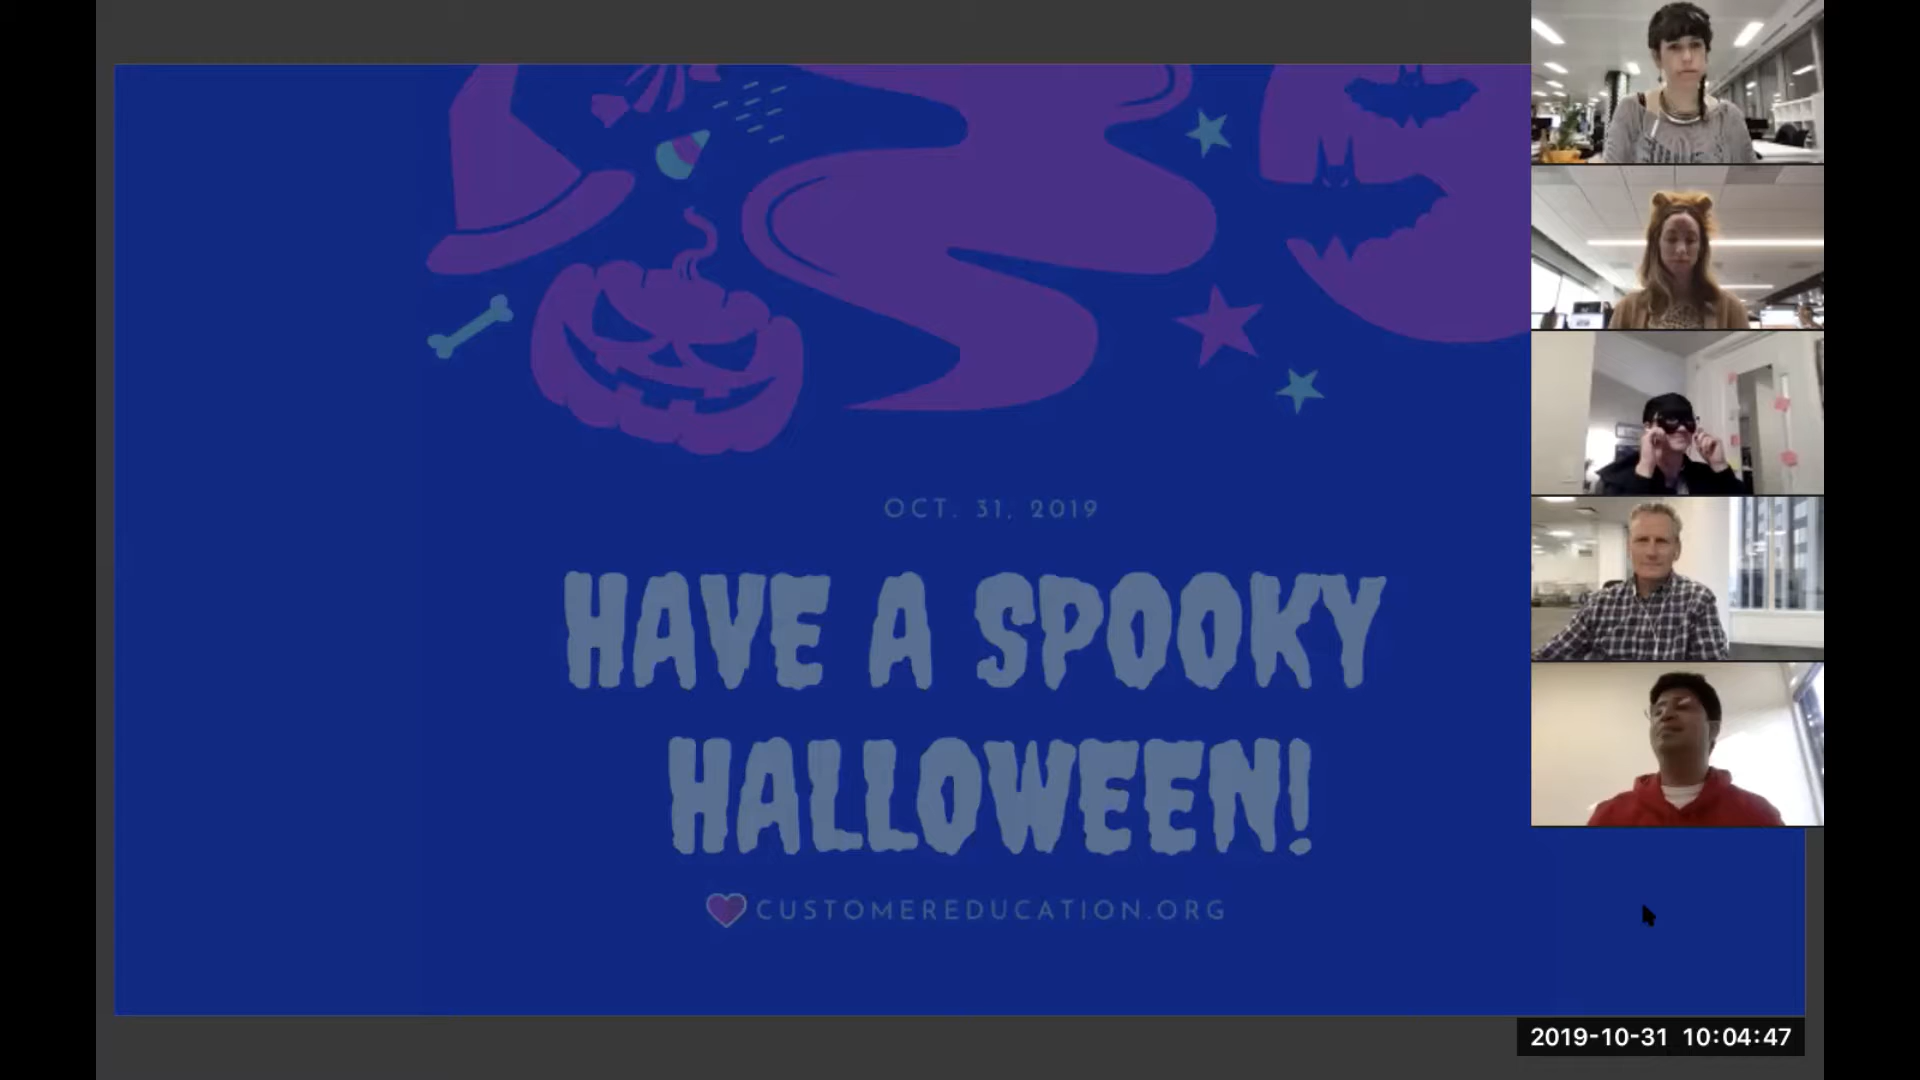 OCT. 31, 2019
HAVE A SPOOKY
HALLOWEEN!
CUSTOMEREDUCATION.ORG
2019-10-31 10:04:47